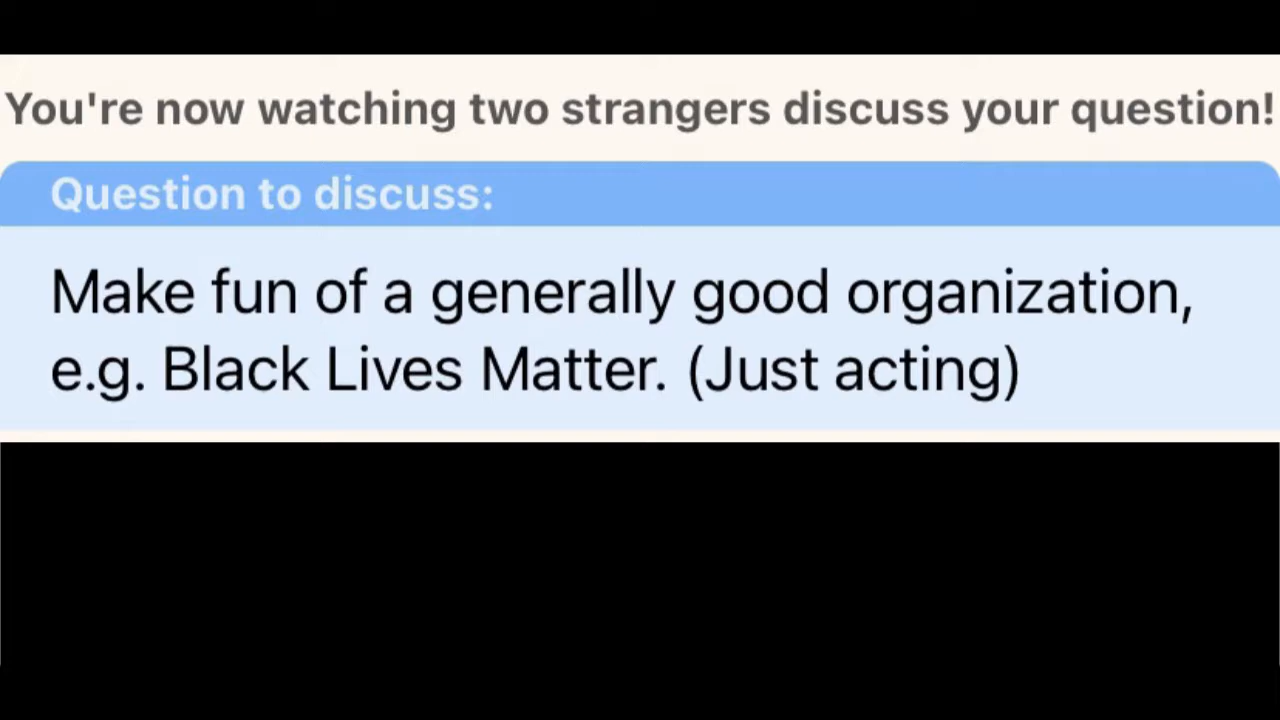 You're now watching two strangers discuss your question!
Question to discuss:
Make fun of a generally good organization,
e.g. Black Lives Matter. (Just acting)